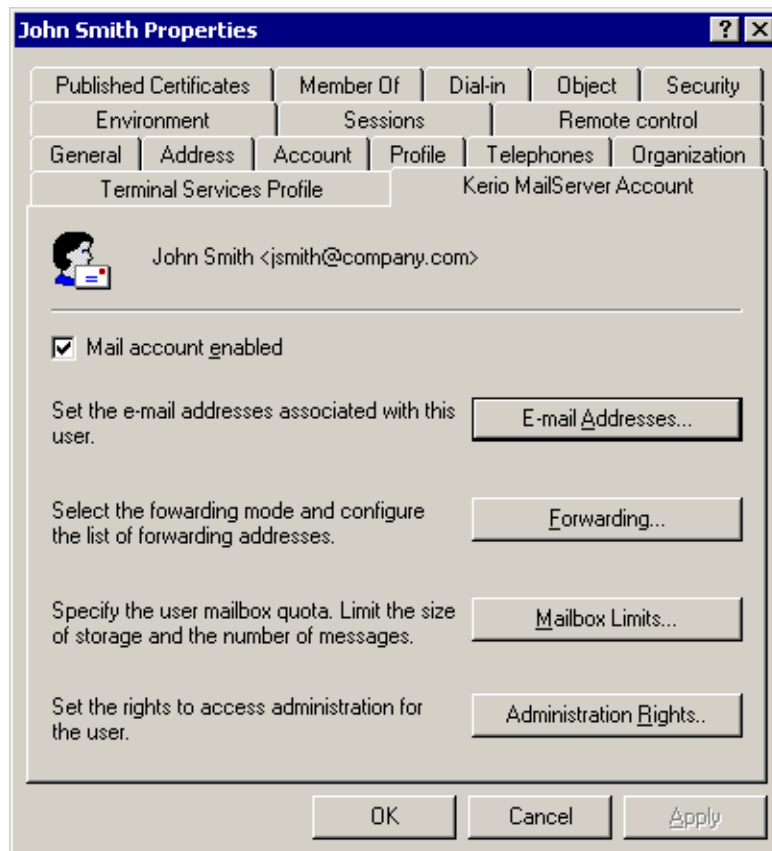 John Smith Properties
Published Certificates Member Of Dial-in Object Security
Environment Sessions Remote control
General Address Account Profile Telephones Organization
Terminal Services Profile Kerio MailServer Account
John Smith <jsmith@company.com>
Mail account enabled
Set the e-mail addresses associated with this
user.
E-mail Addresses...
Select the fowarding mode and configure
the list of forwarding addresses.
Forwarding...
Specify the user mailbox quota. Limit the size
of storage and the number of messages.
Mailbox Limits...
Set the rights to access administration for
the user.
Administration Rights..
OK Cancel Apply